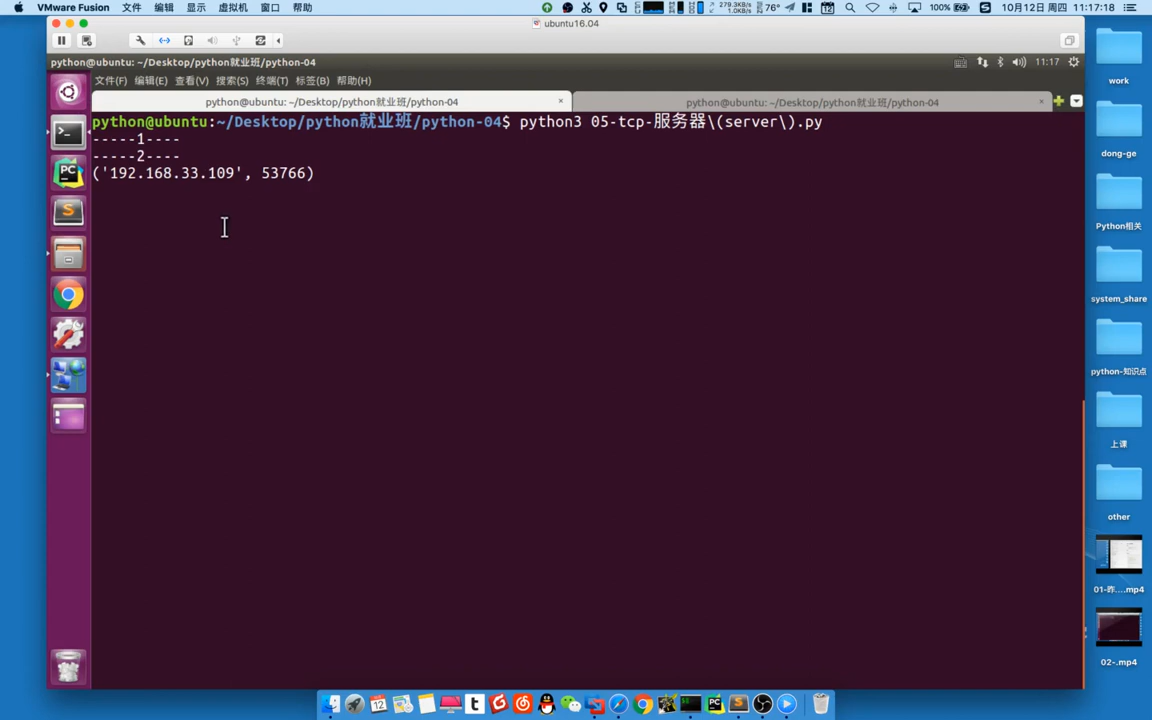 VMware Fusion 文件 编辑 显示 虚拟机 窗口 帮助 279.3KB/s 1.0KB/s 76° 12 100% 10月12日 周四 11:17:18
ubuntu16.04
python@ubuntu: ~/Desktop/python就业班/python-04 11:17
文件(F) 编辑(E) 查看(V) 搜索(S) 终端(T) 标签(B) 帮助(H)
python@ubuntu: ~/Desktop/python就业班/python-04 × python@ubuntu: ~/Desktop/python就业班/python-04 ×
python@ubuntu:~/Desktop/python就业班/python-04$ python3 05-tcp-服务器\(server\).py
-----1----
-----2----
('192.168.33.109', 53766)
work
dong-ge
Python相关
system_share
python-知识点
上课
other
01-昨....mp4
02-.mp4